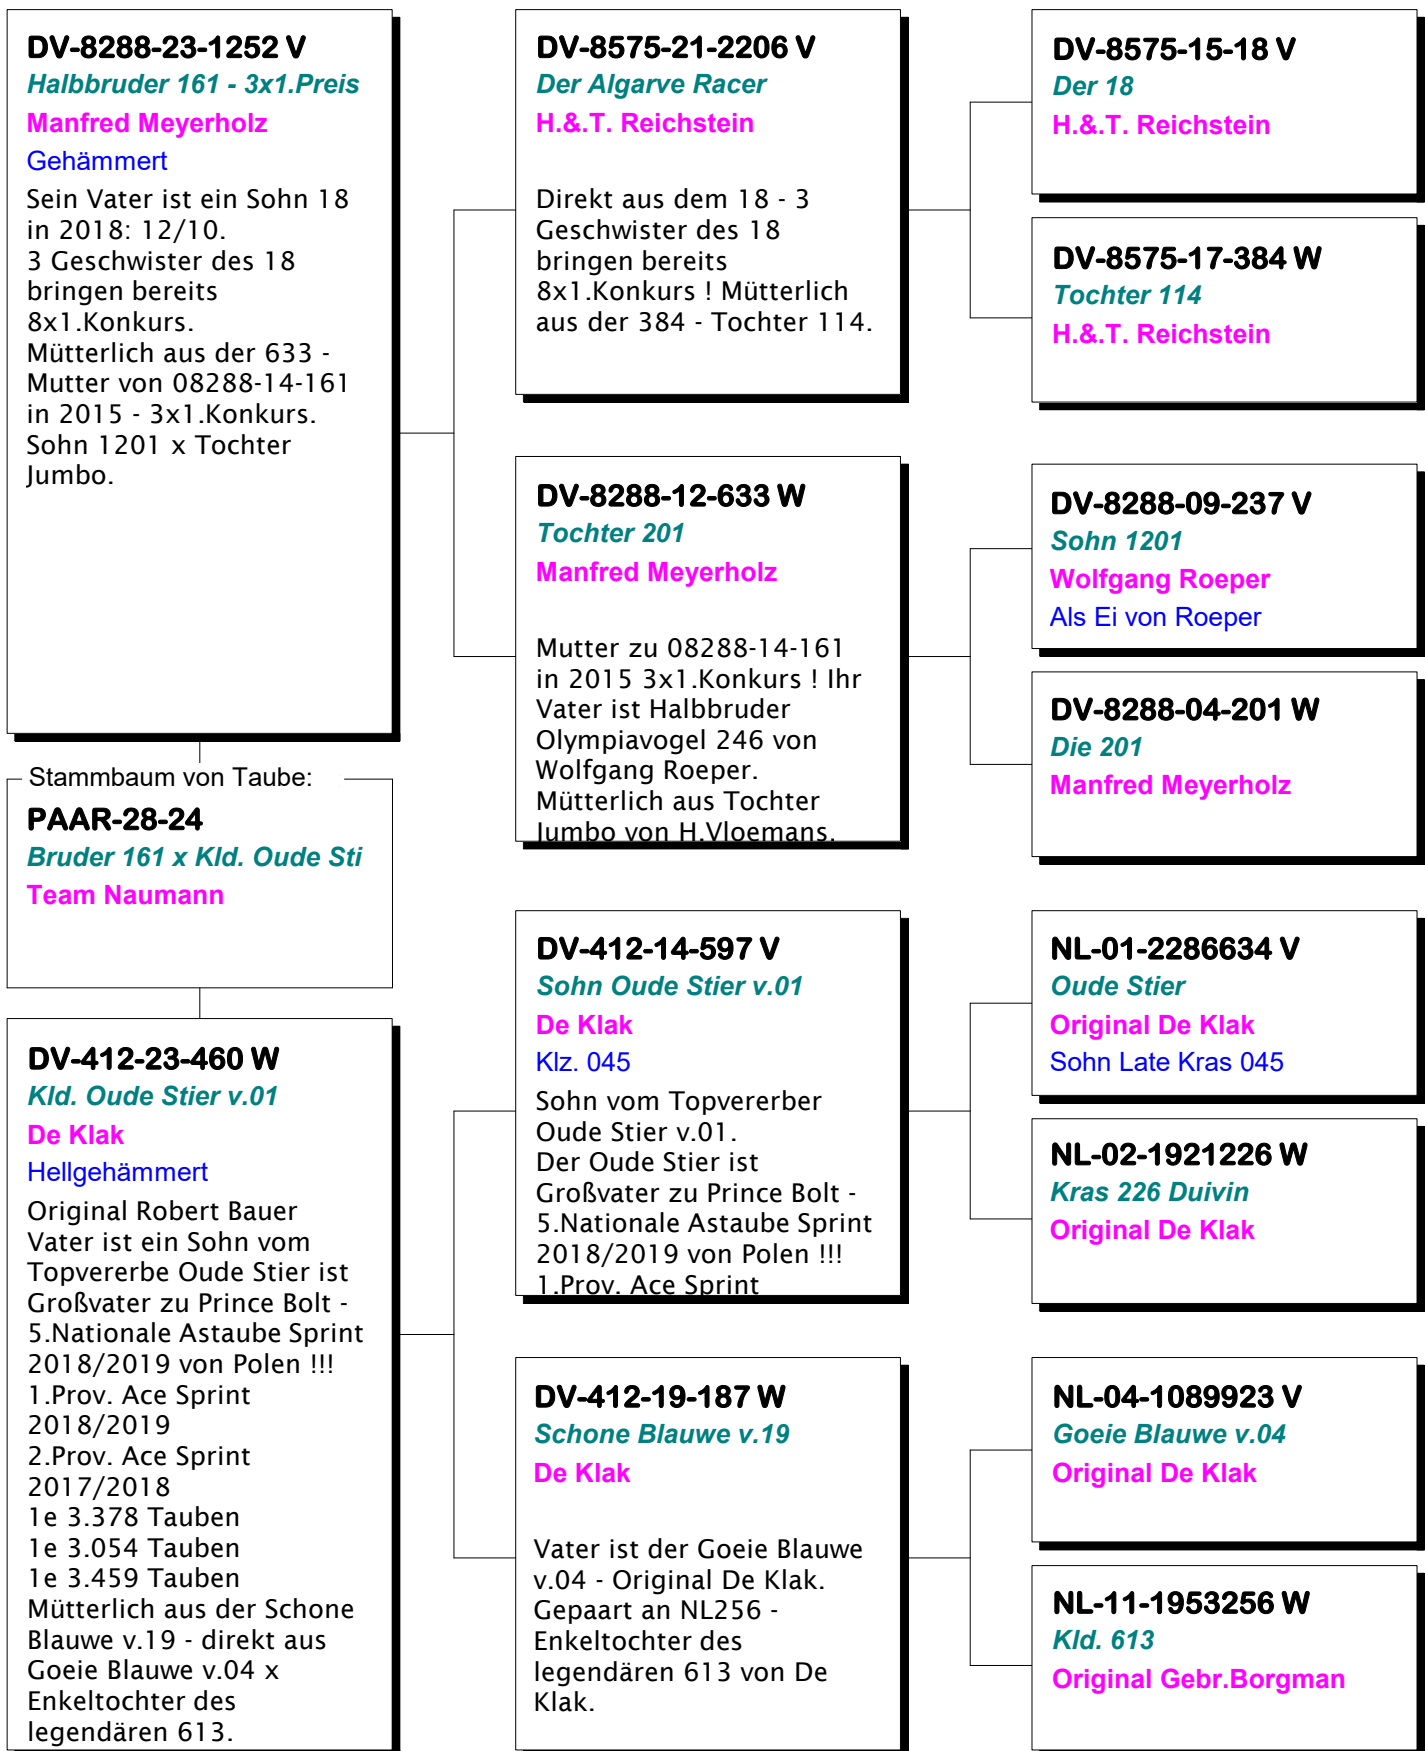 DV-8288-23-1252 V
Halbbruder 161 - 3x1.Preis
Manfred Meyerholz
Gehämmert
Sein Vater ist ein Sohn 18
in 2018: 12/10.
3 Geschwister des 18
bringen bereits
8x1.Konkurs.
Mütterlich aus der 633 -
Mutter von 08288-14-161
in 2015 - 3x1.Konkurs.
Sohn 1201 x Tochter
Jumbo.
Stammbaum von Taube:
PAAR-28-24
Bruder 161 x Kld. Oude Sti
Team Naumann
DV-412-23-460 W
Kld. Oude Stier v.01
De Klak
Hellgehämmert
Original Robert Bauer
Vater ist ein Sohn vom
Topvererbe Oude Stier ist
Großvater zu Prince Bolt -
5.Nationale Astaube Sprint
2018/2019 von Polen !!!
1.Prov. Ace Sprint
2018/2019
2.Prov. Ace Sprint
2017/2018
1e 3.378 Tauben
1e 3.054 Tauben
1e 3.459 Tauben
Mütterlich aus der Schone
Blauwe v.19 - direkt aus
Goeie Blauwe v.04 x
Enkeltochter des
legendären 613.
DV-8575-21-2206 V
Der Algarve Racer
H.&.T. Reichstein
Direkt aus dem 18 - 3
Geschwister des 18
bringen bereits
8x1.Konkurs ! Mütterlich
aus der 384 - Tochter 114.
DV-8288-12-633 W
Tochter 201
Manfred Meyerholz
Mutter zu 08288-14-161
in 2015 3x1.Konkurs ! Ihr
Vater ist Halbbruder
Olympiavogel 246 von
Wolfgang Roeper.
Mütterlich aus Tochter
Jumbo von H.Vloemans.
DV-412-14-597 V
Sohn Oude Stier v.01
De Klak
Klz. 045
Sohn vom Topvererber
Oude Stier v.01.
Der Oude Stier ist
Großvater zu Prince Bolt -
5.Nationale Astaube Sprint
2018/2019 von Polen !!!
1.Prov. Ace Sprint
DV-412-19-187 W
Schone Blauwe v.19
De Klak
Vater ist der Goeie Blauwe
v.04 - Original De Klak.
Gepaart an NL256 -
Enkeltochter des
legendären 613 von De
Klak.
DV-8575-15-18 V
Der 18
H.&.T. Reichstein
DV-8575-17-384 W
Tochter 114
H.&.T. Reichstein
DV-8288-09-237 V
Sohn 1201
Wolfgang Roeper
Als Ei von Roeper
DV-8288-04-201 W
Die 201
Manfred Meyerholz
NL-01-2286634 V
Oude Stier
Original De Klak
Sohn Late Kras 045
NL-02-1921226 W
Kras 226 Duivin
Original De Klak
NL-04-1089923 V
Goeie Blauwe v.04
Original De Klak
NL-11-1953256 W
Kld. 613
Original Gebr.Borgman